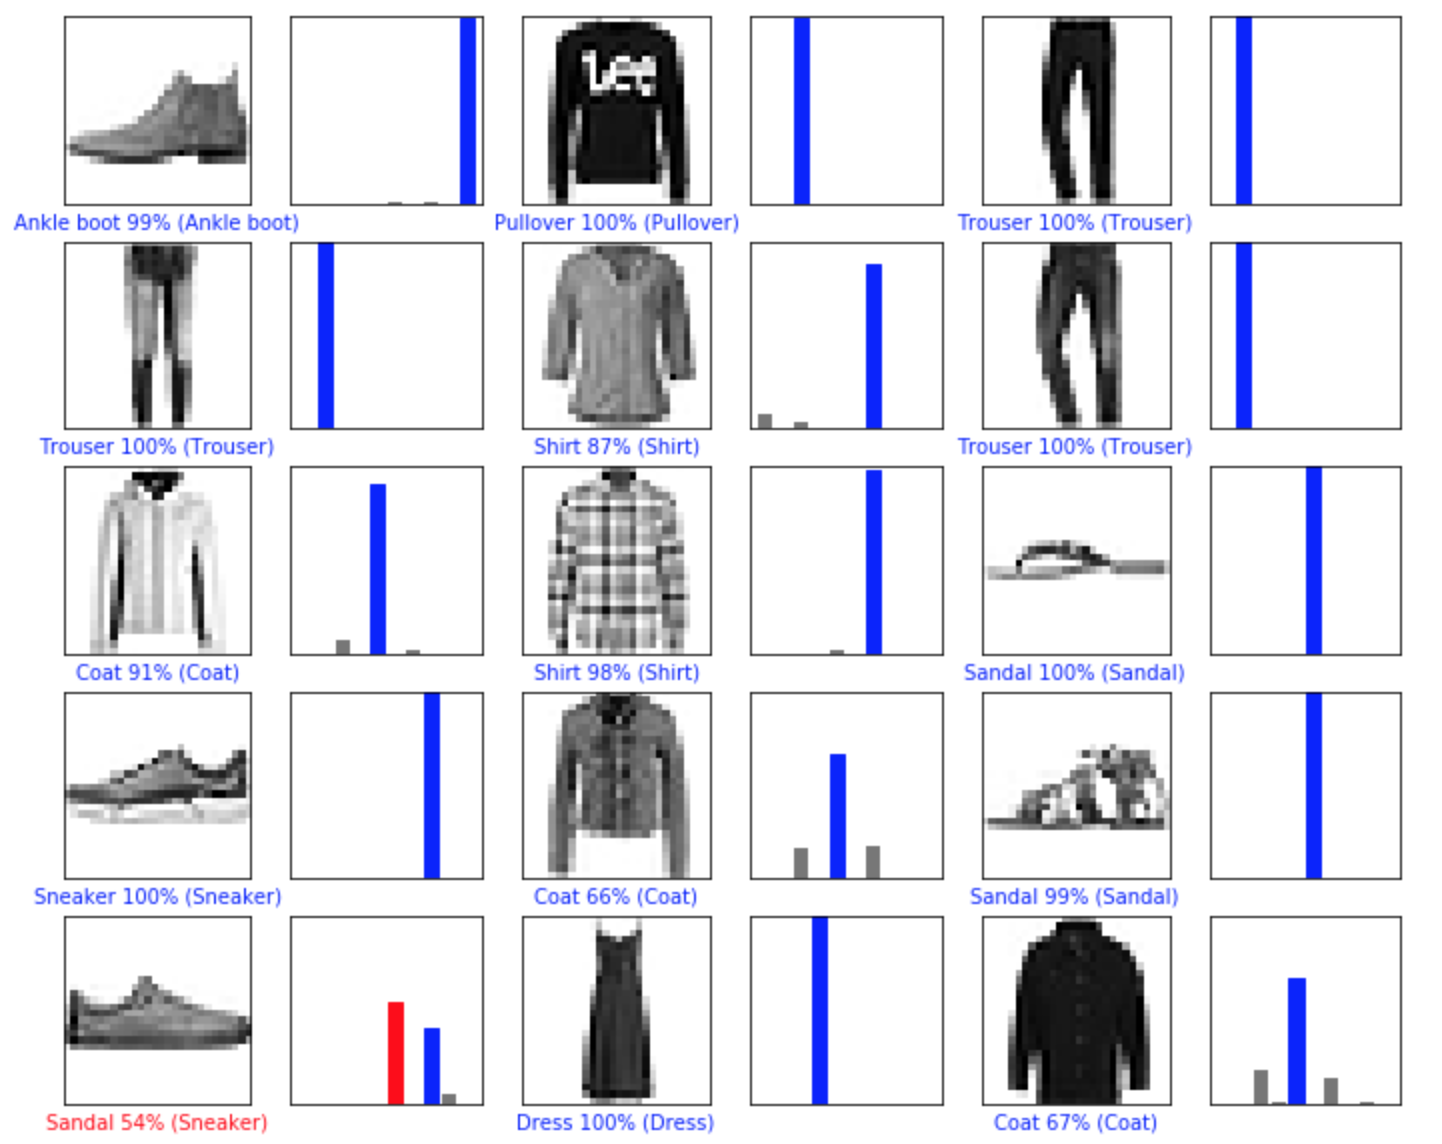 Lee
Ankle boot 99% (Ankle boot)
Pullover 100% (Pullover)
Trouser 100% (Trouser)
Trouser 100% (Trouser)
Shirt 87% (Shirt)
Trouser 100% (Trouser)
Coat 91% (Coat)
Shirt 98% (Shirt)
Sandal 100% (Sandal)
Sneaker 100% (Sneaker)
Coat 66% (Coat)
Sandal 99% (Sandal)
Sandal 54% (Sneaker)
Dress 100% (Dress)
Coat 67% (Coat)